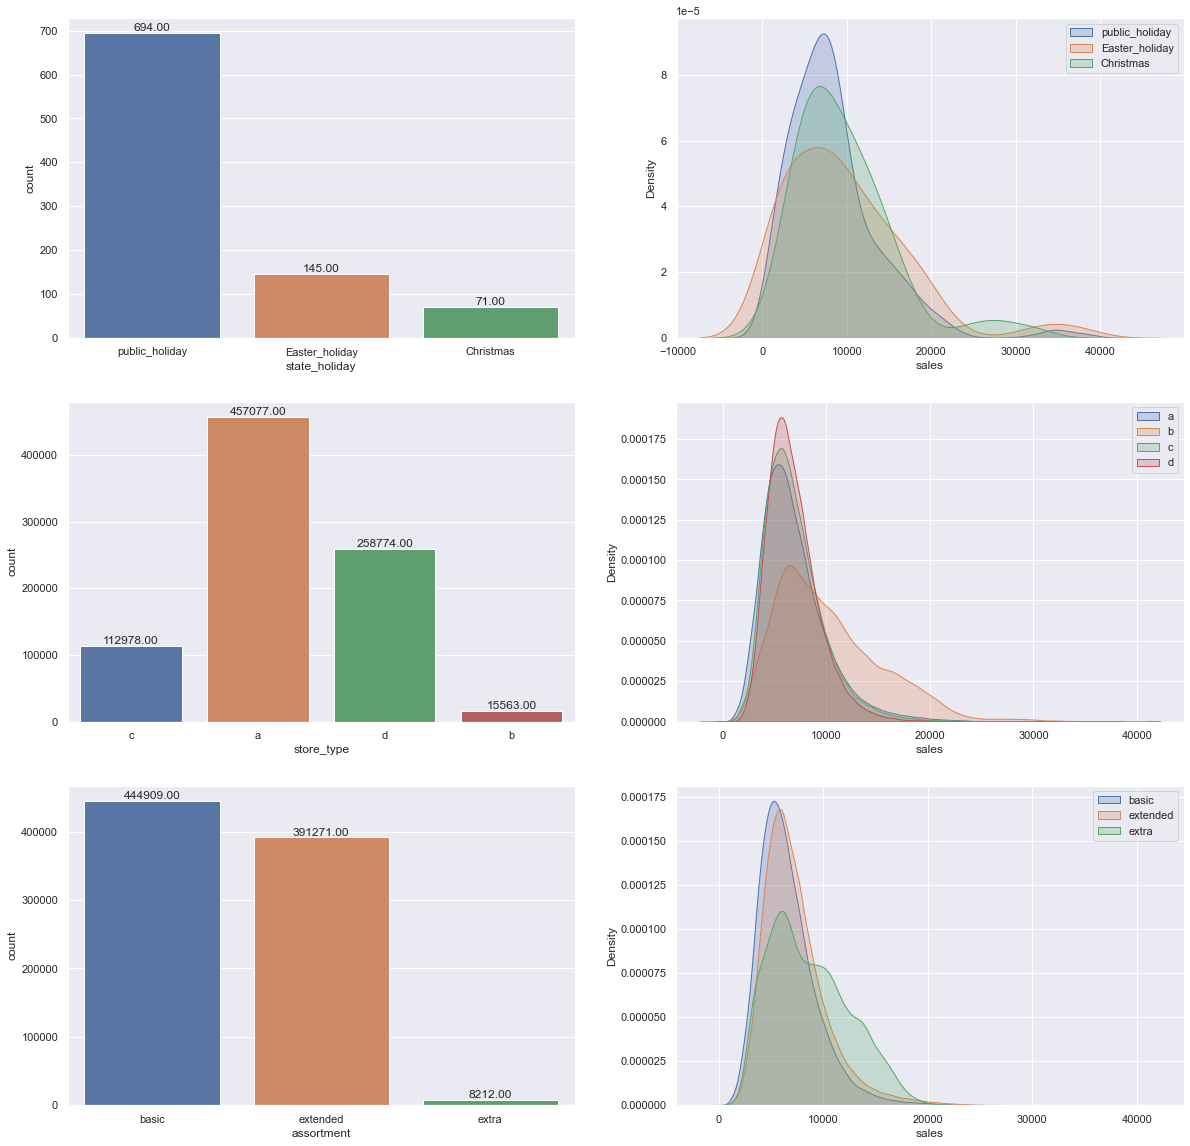 694.00
700
600
500
400
300
200
100
0
count
145.00
71.00
public_holiday Easter_holiday Christmas
state_holiday
1e−5
public_holiday
Easter_holiday
Christmas
8
6
4
2
0
Density
−10000 0 10000 20000 30000 40000
sales
457077.00
400000
300000
200000
100000
0
count
258774.00
112978.00
15563.00
c a d b
store_type
a
b
c
d
0.000175
0.000150
0.000125
0.000100
0.000075
0.000050
0.000025
0.000000
Density
0 10000 20000 30000 40000
sales
444909.00
391271.00
400000
300000
200000
100000
0
count
8212.00
basic extended extra
assortment
basic
extended
extra
0.000175
0.000150
0.000125
0.000100
0.000075
0.000050
0.000025
0.000000
Density
0 10000 20000 30000 40000
sales